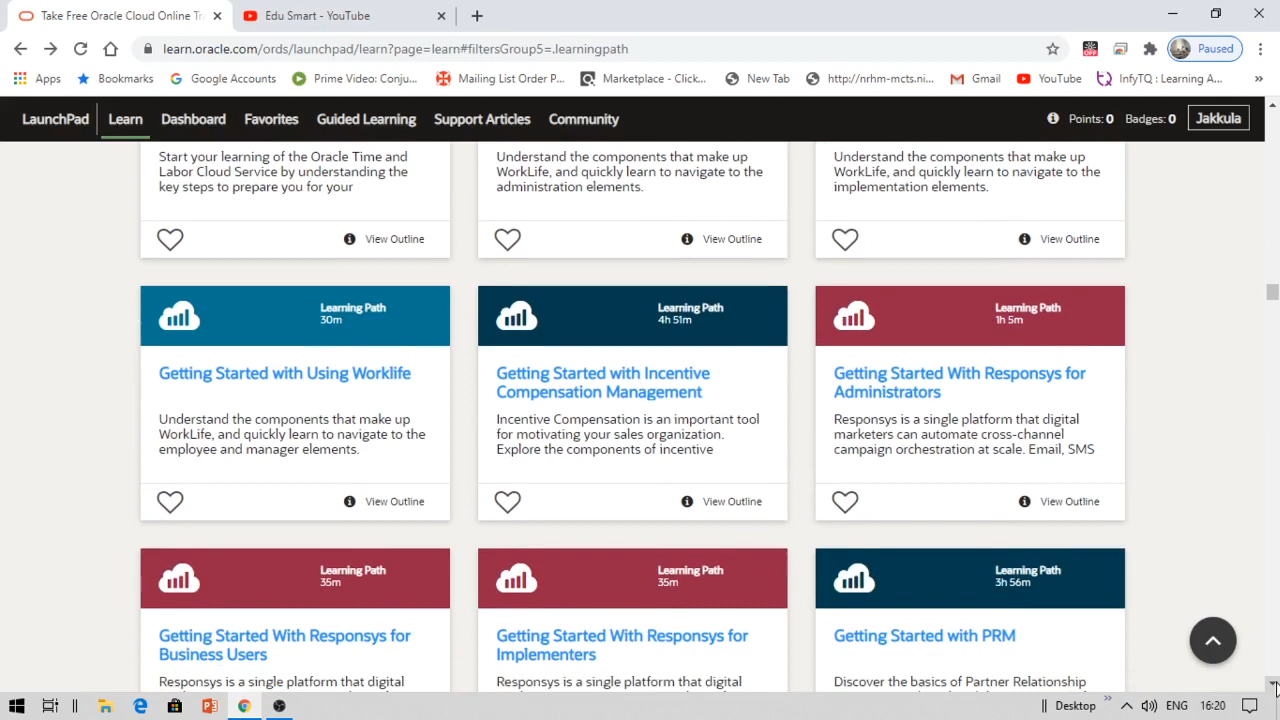 Take Free Oracle Cloud Online Tr
Edu Smart - YouTube
learn.oracle.com/ords/launchpad/learn?page=learn#filtersGroup5=.learningpath
Paused
Apps
Bookmarks
Google Accounts
Prime Video: Conju...
Mailing List Order P...
Marketplace - Click...
New Tab
http://nrhm-mcts.ni...
Gmail
YouTube
InfyTQ : Learning A...
LaunchPad
Learn
Dashboard
Favorites
Guided Learning
Support Articles
Community
Points: 0
Badges: 0
Jakkula
Start your learning of the Oracle Time and
Labor Cloud Service by understanding the
key steps to prepare you for your
View Outline
Understand the components that make up
WorkLife, and quickly learn to navigate to the
administration elements.
View Outline
Understand the components that make up
WorkLife, and quickly learn to navigate to the
implementation elements.
View Outline
Learning Path
30m
Getting Started with Using Worklife
Understand the components that make up
WorkLife, and quickly learn to navigate to the
employee and manager elements.
View Outline
Learning Path
4h 51m
Getting Started with Incentive
Compensation Management
Incentive Compensation is an important tool
for motivating your sales organization.
Explore the components of incentive
View Outline
Learning Path
1h 5m
Getting Started With Responsys for
Administrators
Responsys is a single platform that digital
marketers can automate cross-channel
campaign orchestration at scale. Email, SMS
View Outline
Learning Path
35m
Getting Started With Responsys for
Business Users
Responsys is a single platform that digital
Learning Path
35m
Getting Started With Responsys for
Implementers
Responsys is a single platform that digital
Learning Path
3h 56m
Getting Started with PRM
Discover the basics of Partner Relationship
Desktop
ENG
16:20